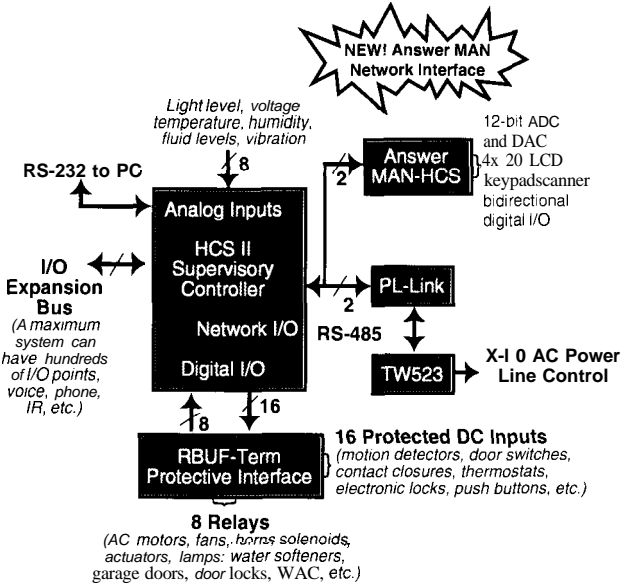 NEW! Answer MAN
Network Interface
Light level, voltage
temperature, humidity,
fluid levels, vibration
8
RS-232 to PC
12-bit ADC
and DAC
4x 20 LCD
keypadscanner
bidirectional
digital I/O
Answer
MAN-HCS
2
Analog Inputs
HCS II
Supervisory
Controller
Network I/O
Digital I/O
I/O
Expansion
Bus
(A maximum
system can
have hundreds
of I/O points,
voice, phone,
IR, etc.)
2
PL-Link
RS-485
TW523
X-I 0 AC Power
Line Control
8
16
RBUF-Term
Protective Interface
16 Protected DC Inputs
(motion detectors, door switches,
contact closures, thermostats,
electronic locks, push buttons, etc.)
8 Relays
(AC motors, fans, horns solenoids,
actuators, lamps: water softeners,
garage doors, door locks, WAC, etc.)